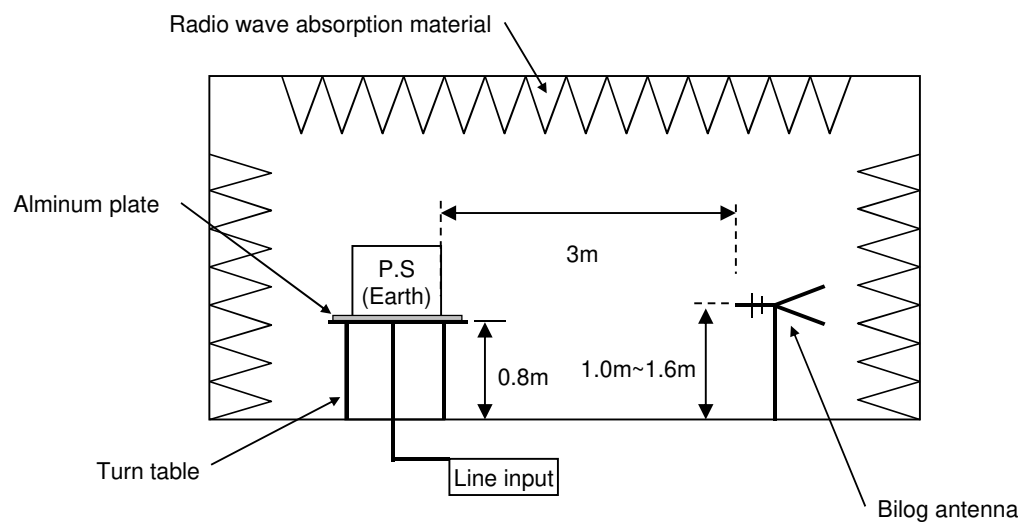 Radio wave absorption material
Alminum plate
3m
P.S
(Earth)
0.8m
1.0m~1.6m
Turn table
Line input
Bilog antenna